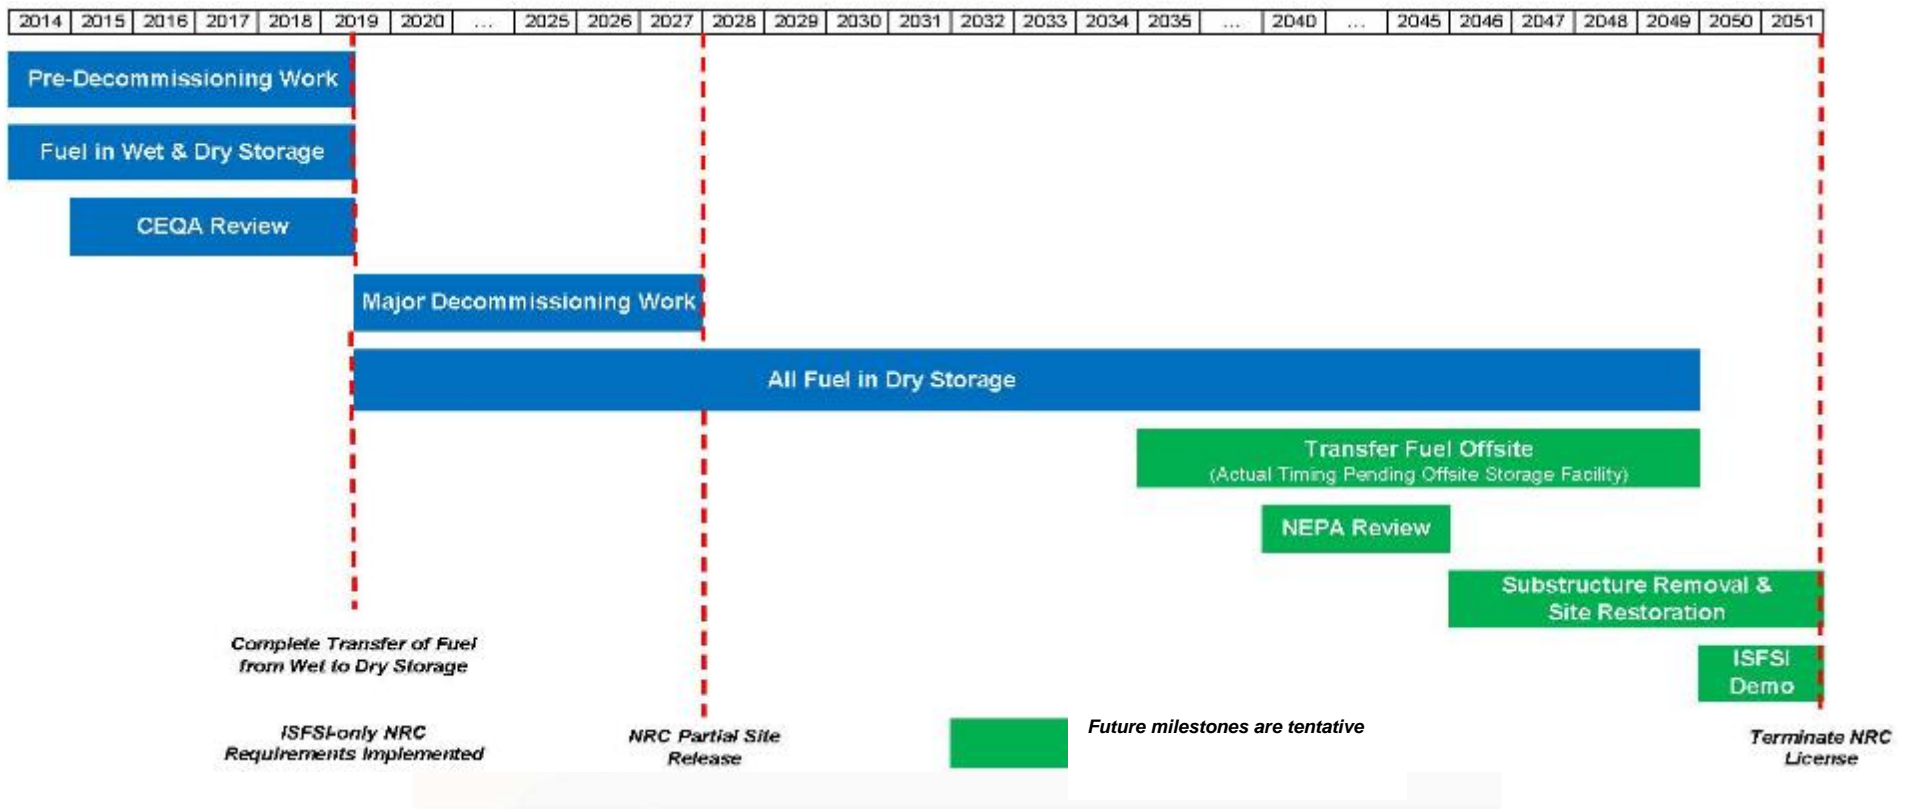 2014 2015 2016 2017 2018 2019 2020 ... 2025 2026 2027 2028 2029 2030 2031 2032 2033 2034 2035 ... 2040 ... 2045 2046 2047 2048 2049 2050 2051
Pre-Decommissioning Work
Fuel in Wet & Dry Storage
CEQA Review
Major Decommissioning Work
All Fuel in Dry Storage
Transfer Fuel Offsite
(Actual Timing Pending Offsite Storage Facility)
NEPA Review
Substructure Removal &
Site Restoration
Complete Transfer of Fuel
from Wet to Dry Storage
ISFSI
Demo
ISFSI-only NRC
Requirements Implemented
NRC Partial Site
Release
Future milestones are tentative
Terminate NRC
License